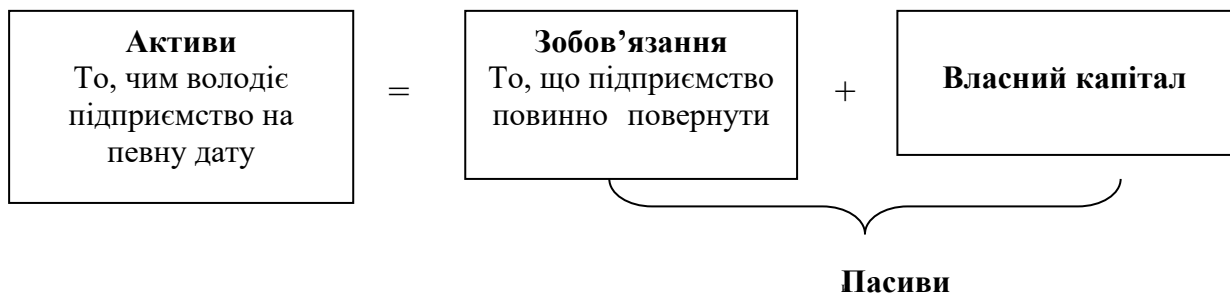 Активи
То, чим володіє
підприємство на
певну дату
=
Зобов’язання
То, що підприємство
повинно повернути
+
Власний капітал
Пасиви